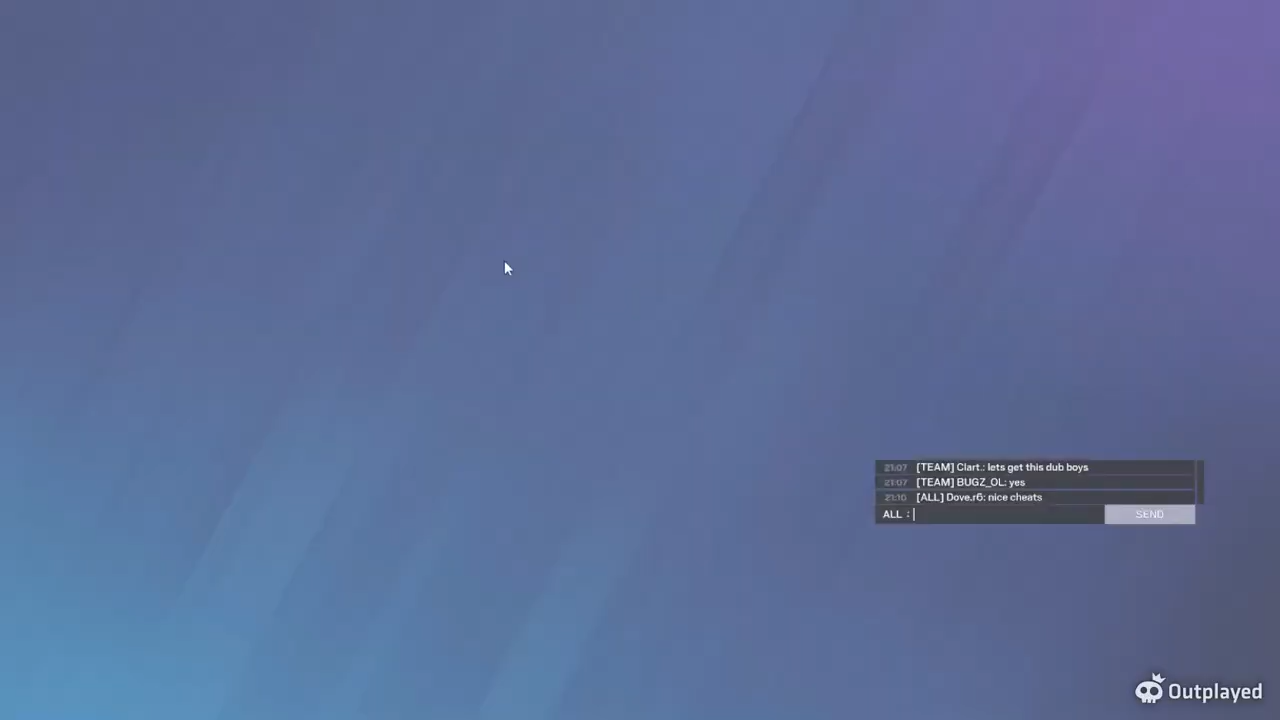 21:07 [TEAM] Clart.: lets get this dub boys
21:07 [TEAM] BUGZ_OL: yes
21:10 [ALL] Dove.r6: nice cheats
ALL : SEND
Outplayed